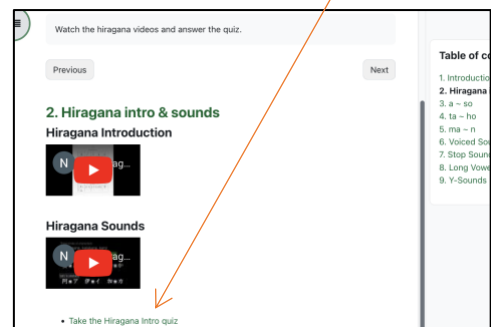 Watch the hiragana videos and answer the quiz.
Previous
Next
2. Hiragana intro & sounds
Hiragana Introduction
N
ag...
Hiragana Sounds
N
ag...
• Take the Hiragana Intro quiz
Table of co
1. Introductio
2. Hiragana
3. a ~ so
4. ta ~ ho
5. ma ~ n
6. Voiced Sou
7. Stop Soun
8. Long Vowe
9. Y-Sounds